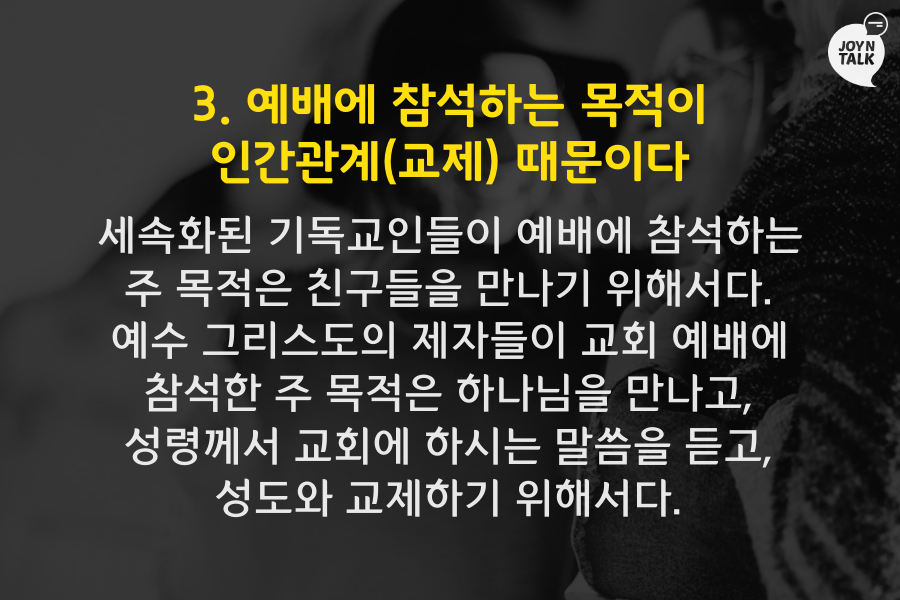 JOYN
TALK
3. 예배에 참석하는 목적이
인간관계(교제) 때문이다
세속화된 기독교인들이 예배에 참석하는
주 목적은 친구들을 만나기 위해서다.
예수 그리스도의 제자들이 교회 예배에
참석한 주 목적은 하나님을 만나고,
성령께서 교회에 하시는 말씀을 듣고,
성도와 교제하기 위해서다.